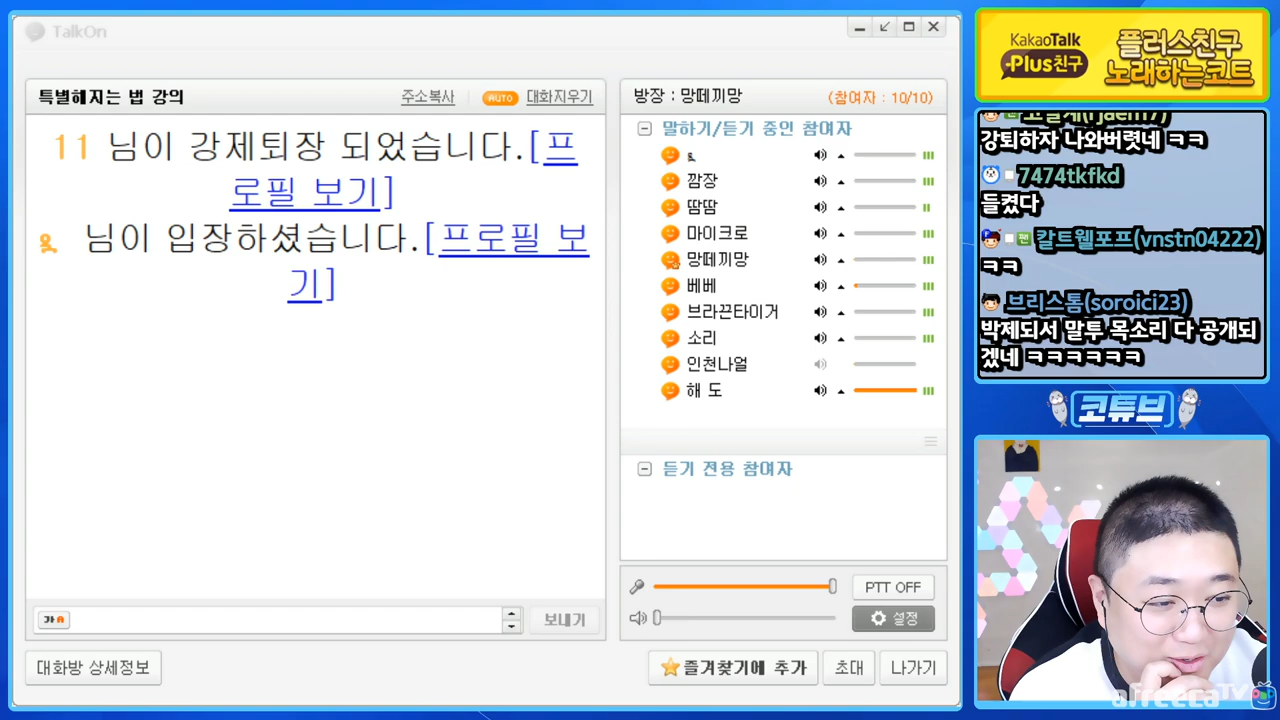 TalkOn
특별해지는 법 강의
주소복사
AUTO 대화지우기
11 님이 강제퇴장 되었습니다.[프
로필 보기]
님이 입장하셨습니다.[프로필 보
기]
가A
보내기
대화방 상세정보
방장 : 망떼끼망
(참여자 : 10/10)
말하기/듣기 중인 참여자
깜장
땀땀
마이크로
망떼끼망
베베
브라끈타이거
소리
인천나얼
해 도
듣기 전용 참여자
PTT OFF
설정
즐겨찾기에 추가
초대
나가기
KakaoTalk
Plus친구
플러스친구
노래하는코트
강퇴하자 나와버렷네 ㅋㅋ
7474tkfkd
들켰다
팬 칼트웰포프(vnstn04222)
ㅋㅋ
브리스톰(soroici23)
박제되서 말투 목소리 다 공개되
겠네 ㅋㅋㅋㅋㅋㅋ
코튜브
afreecaTV